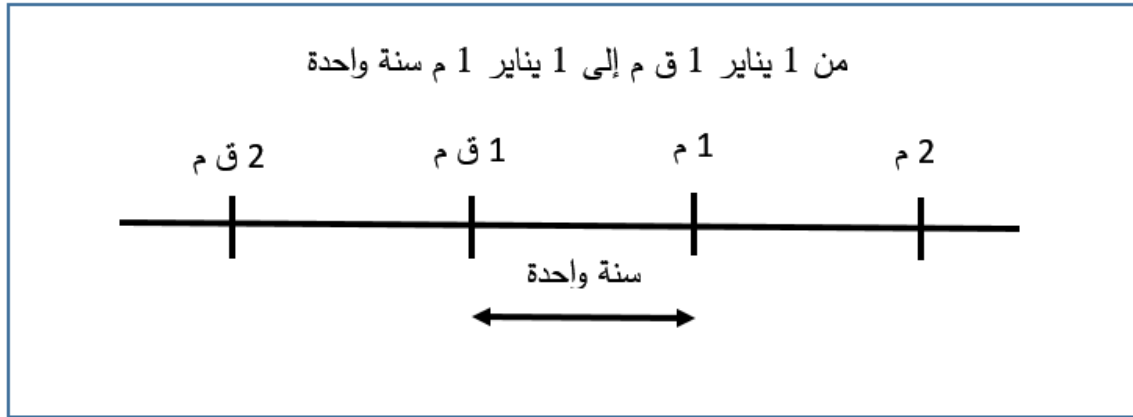 من 1 يناير 1 ق م إلى 1 يناير 1 م سنة واحدة
2 ق م
1 ق م
1 م
2 م
سنة واحدة